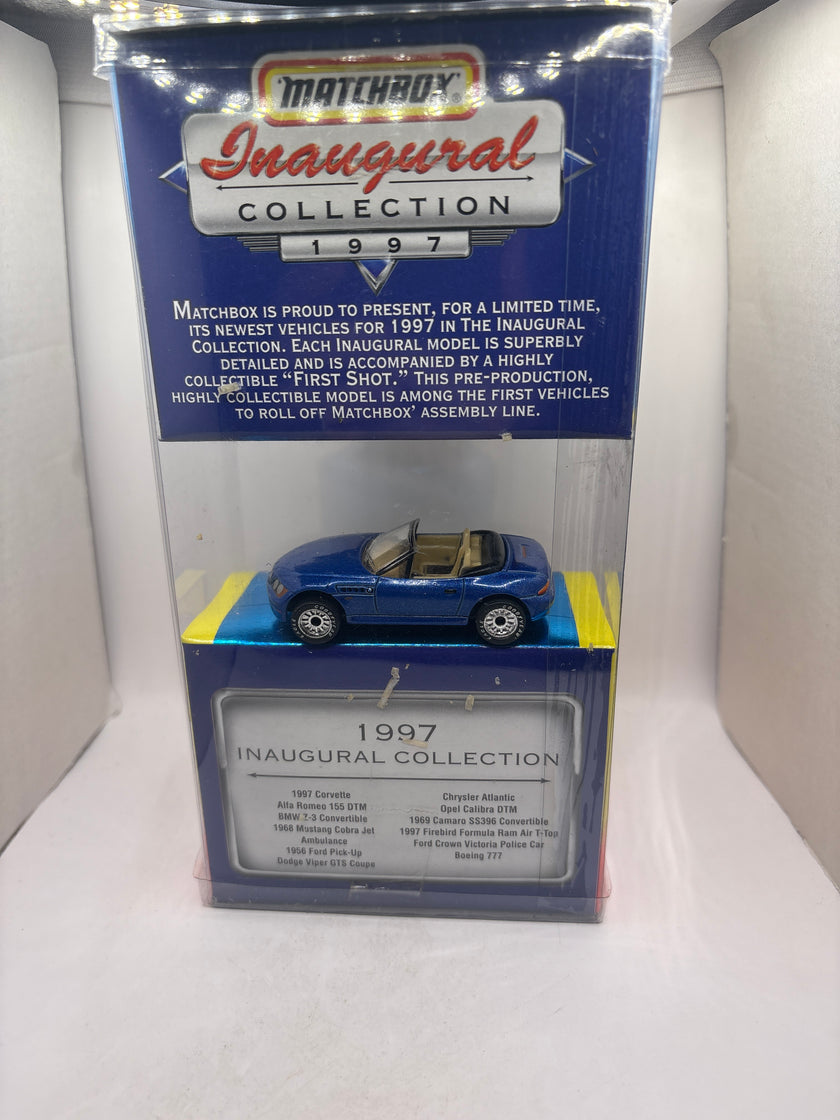 MATCHBOX
Inaugural
COLLECTION
1997
MATCHBOX IS PROUD TO PRESENT, FOR A LIMITED TIME,
ITS NEWEST VEHICLES FOR 1997 IN THE INAUGURAL
COLLECTION. EACH INAUGURAL MODEL IS SUPERBLY
DETAILED AND IS ACCOMPANIED BY A HIGHLY
COLLECTIBLE “FIRST SHOT.” THIS PRE-PRODUCTION,
HIGHLY COLLECTIBLE MODEL IS AMONG THE FIRST VEHICLES
TO ROLL OFF MATCHBOX’ ASSEMBLY LINE.
1997
INAUGURAL COLLECTION
1997 Corvette
Alfa Romeo 155 DTM
BMW Z-3 Convertible
1968 Mustang Cobra Jet
Ambulance
1956 Ford Pick-Up
Dodge Viper GTS Coupe
Chrysler Atlantic
Opel Calibra DTM
1969 Camaro SS396 Convertible
1997 Firebird Formula Ram Air T-Top
Ford Crown Victoria Police Car
Boeing 777